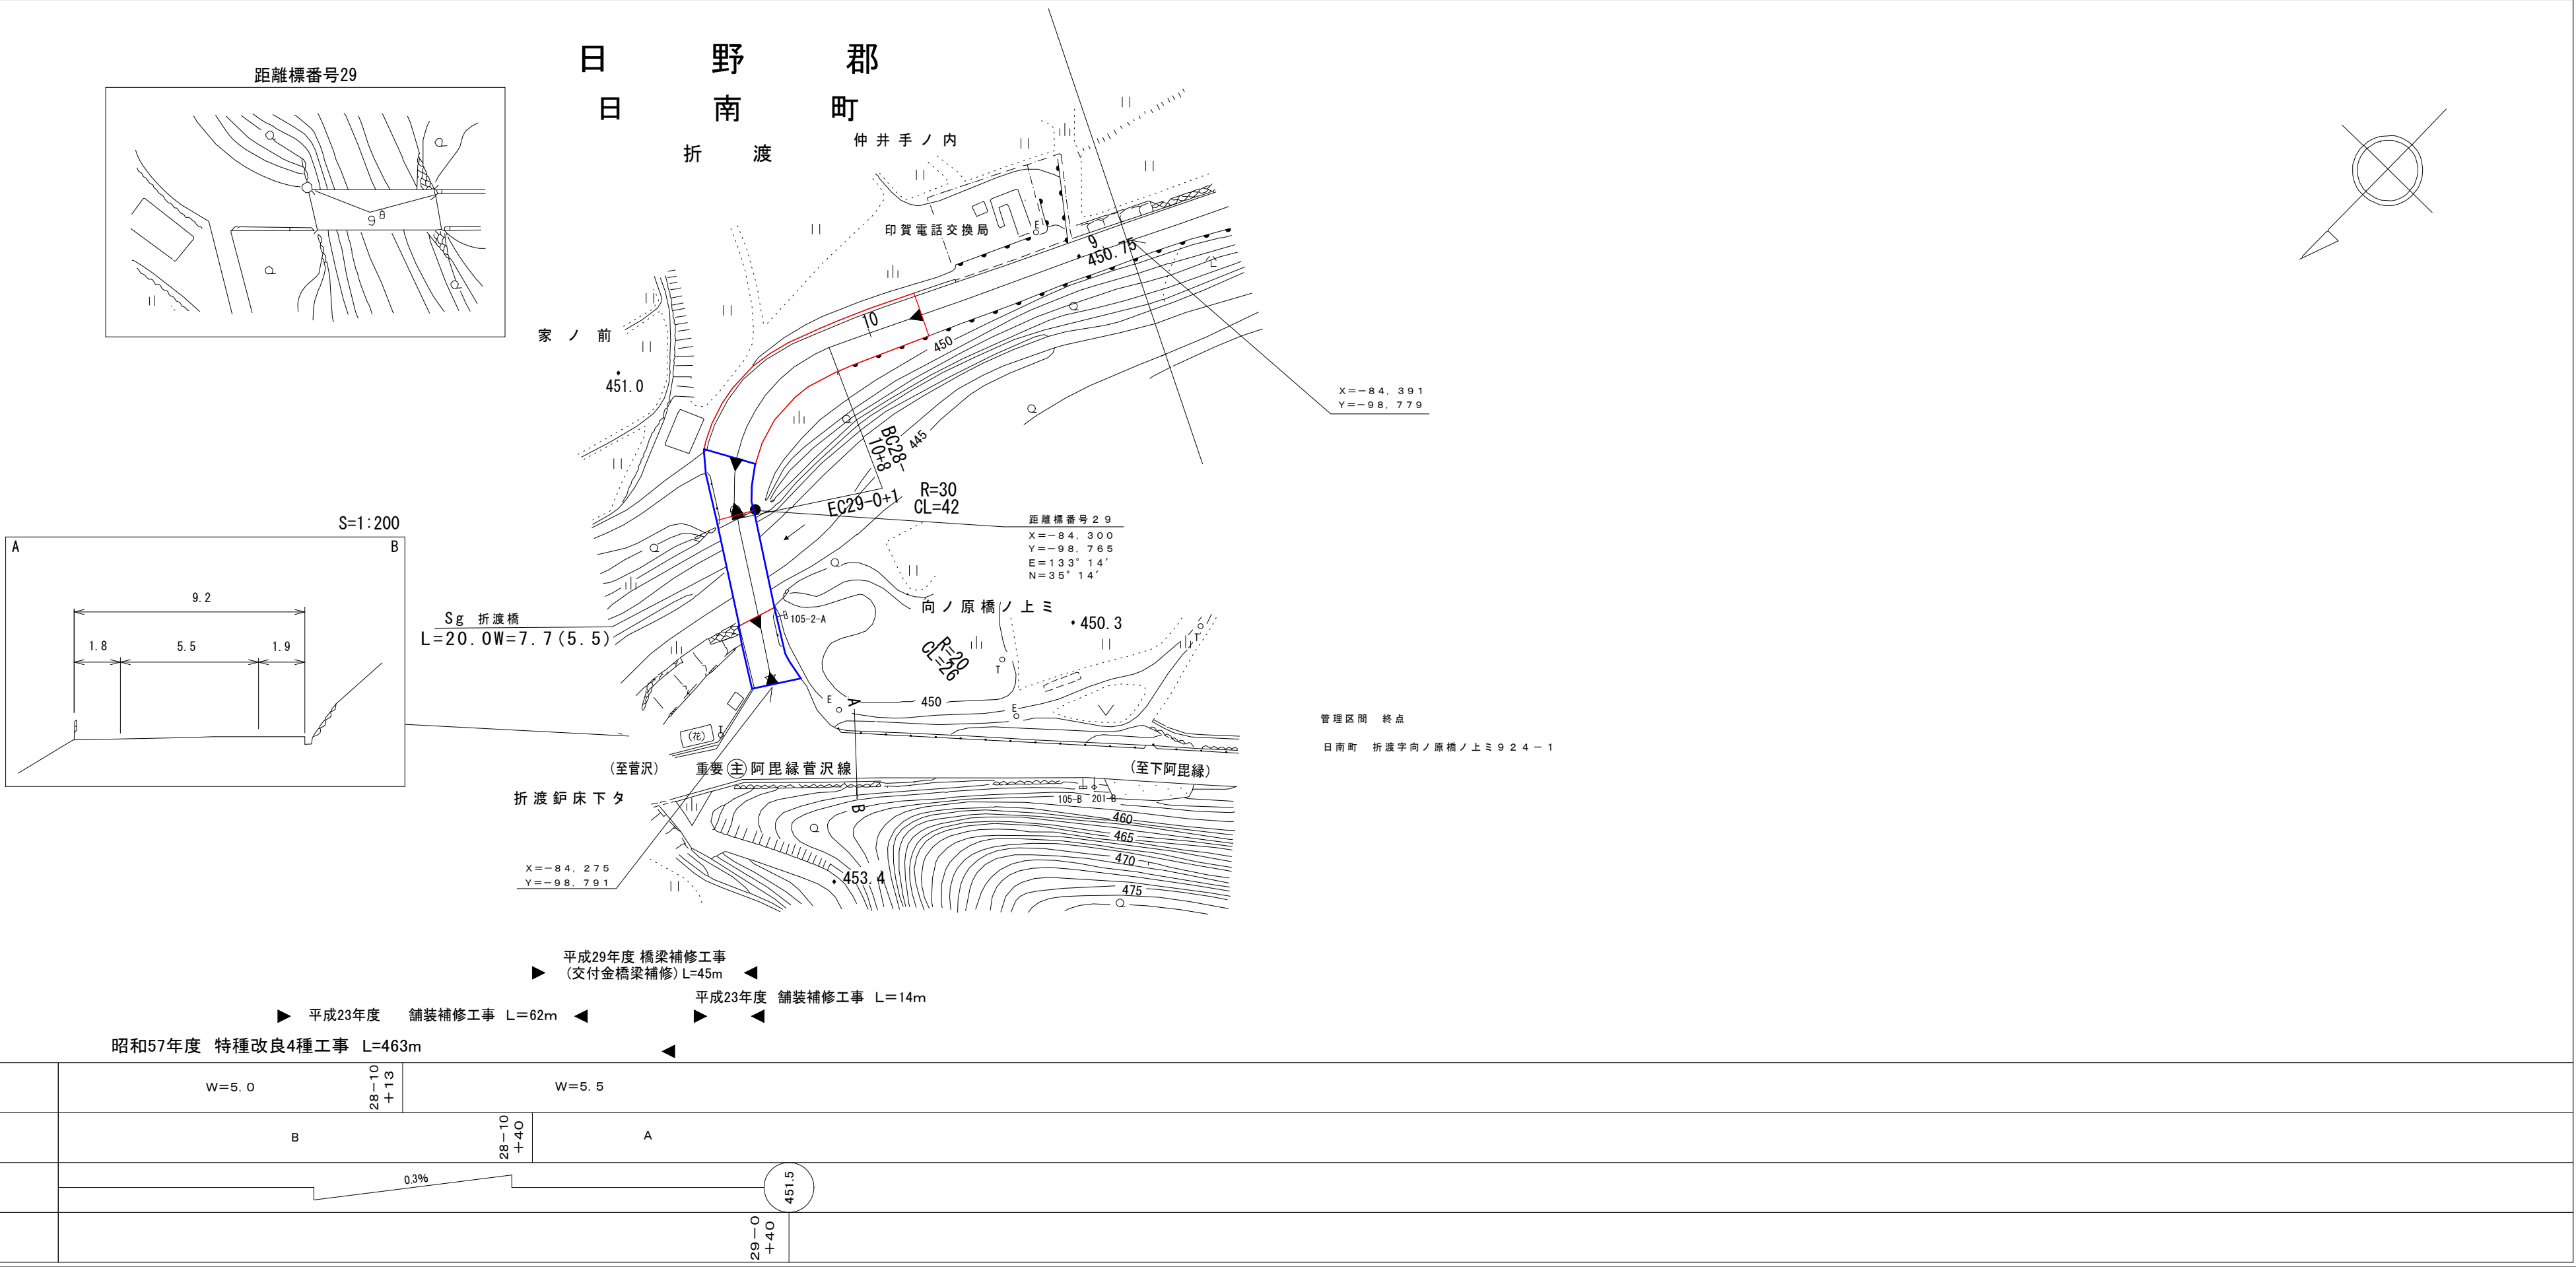 日野郡
日南町
折渡
仲井手ノ内
距離標番号29
9.8
印賀電話交換局
E
9
450.75
10
450
家ノ前
451.0
X=-84,391
Y=-98,779
445
BC28-
10+8
EC29-0+1
R=30
CL=42
距離標番号29
X=-84,300
Y=-98,765
E=133°14′
N=35°14′
S=1:200
A
B
9.2
1.8
5.5
1.9
Sg 折渡橋
L=20.0W=7.7(5.5)
105-2-A
向ノ原橋ノ上ミ
450.3
R=20
CL=26
T
T
E
A
450
E
(花)
T
管理区間 終点
日南町 折渡字向ノ原橋ノ上ミ924-1
(至菅沢)
重要 主 阿毘縁菅沢線
(至下阿毘縁)
折渡鈩床下タ
B
105-B
201-B
460
465
470
475
453.4
X=-84,275
Y=-98,791
平成29年度 橋梁補修工事
(交付金橋梁補修) L=45m
平成23年度 舗装補修工事 L=14m
平成23年度 舗装補修工事 L=62m
昭和57年度 特種改良4種工事 L=463m
W=5.0
28-10
+13
W=5.5
B
28-10
+40
A
0.3%
451.5
29-0
+40